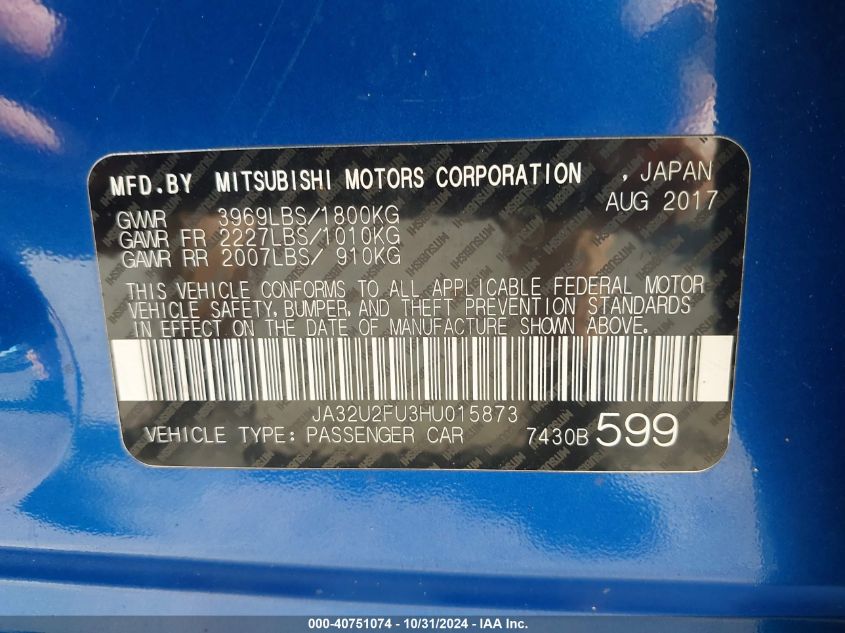 MFD.BY MITSUBISHI MOTORS CORPORATION , JAPAN
AUG 2017
GVWR 3969LBS/1800KG
GAWR FR 2227LBS/1010KG
GAWR RR 2007LBS/ 910KG
THIS VEHICLE CONFORMS TO ALL APPLICABLE FEDERAL MOTOR
VEHICLE SAFETY, BUMPER, AND THEFT PREVENTION STANDARDS
IN EFFECT ON THE DATE OF MANUFACTURE SHOWN ABOVE.
JA32U2FU3HU015873
VEHICLE TYPE: PASSENGER CAR 7430B 599
000-40751074 - 10/31/2024 - IAA Inc.